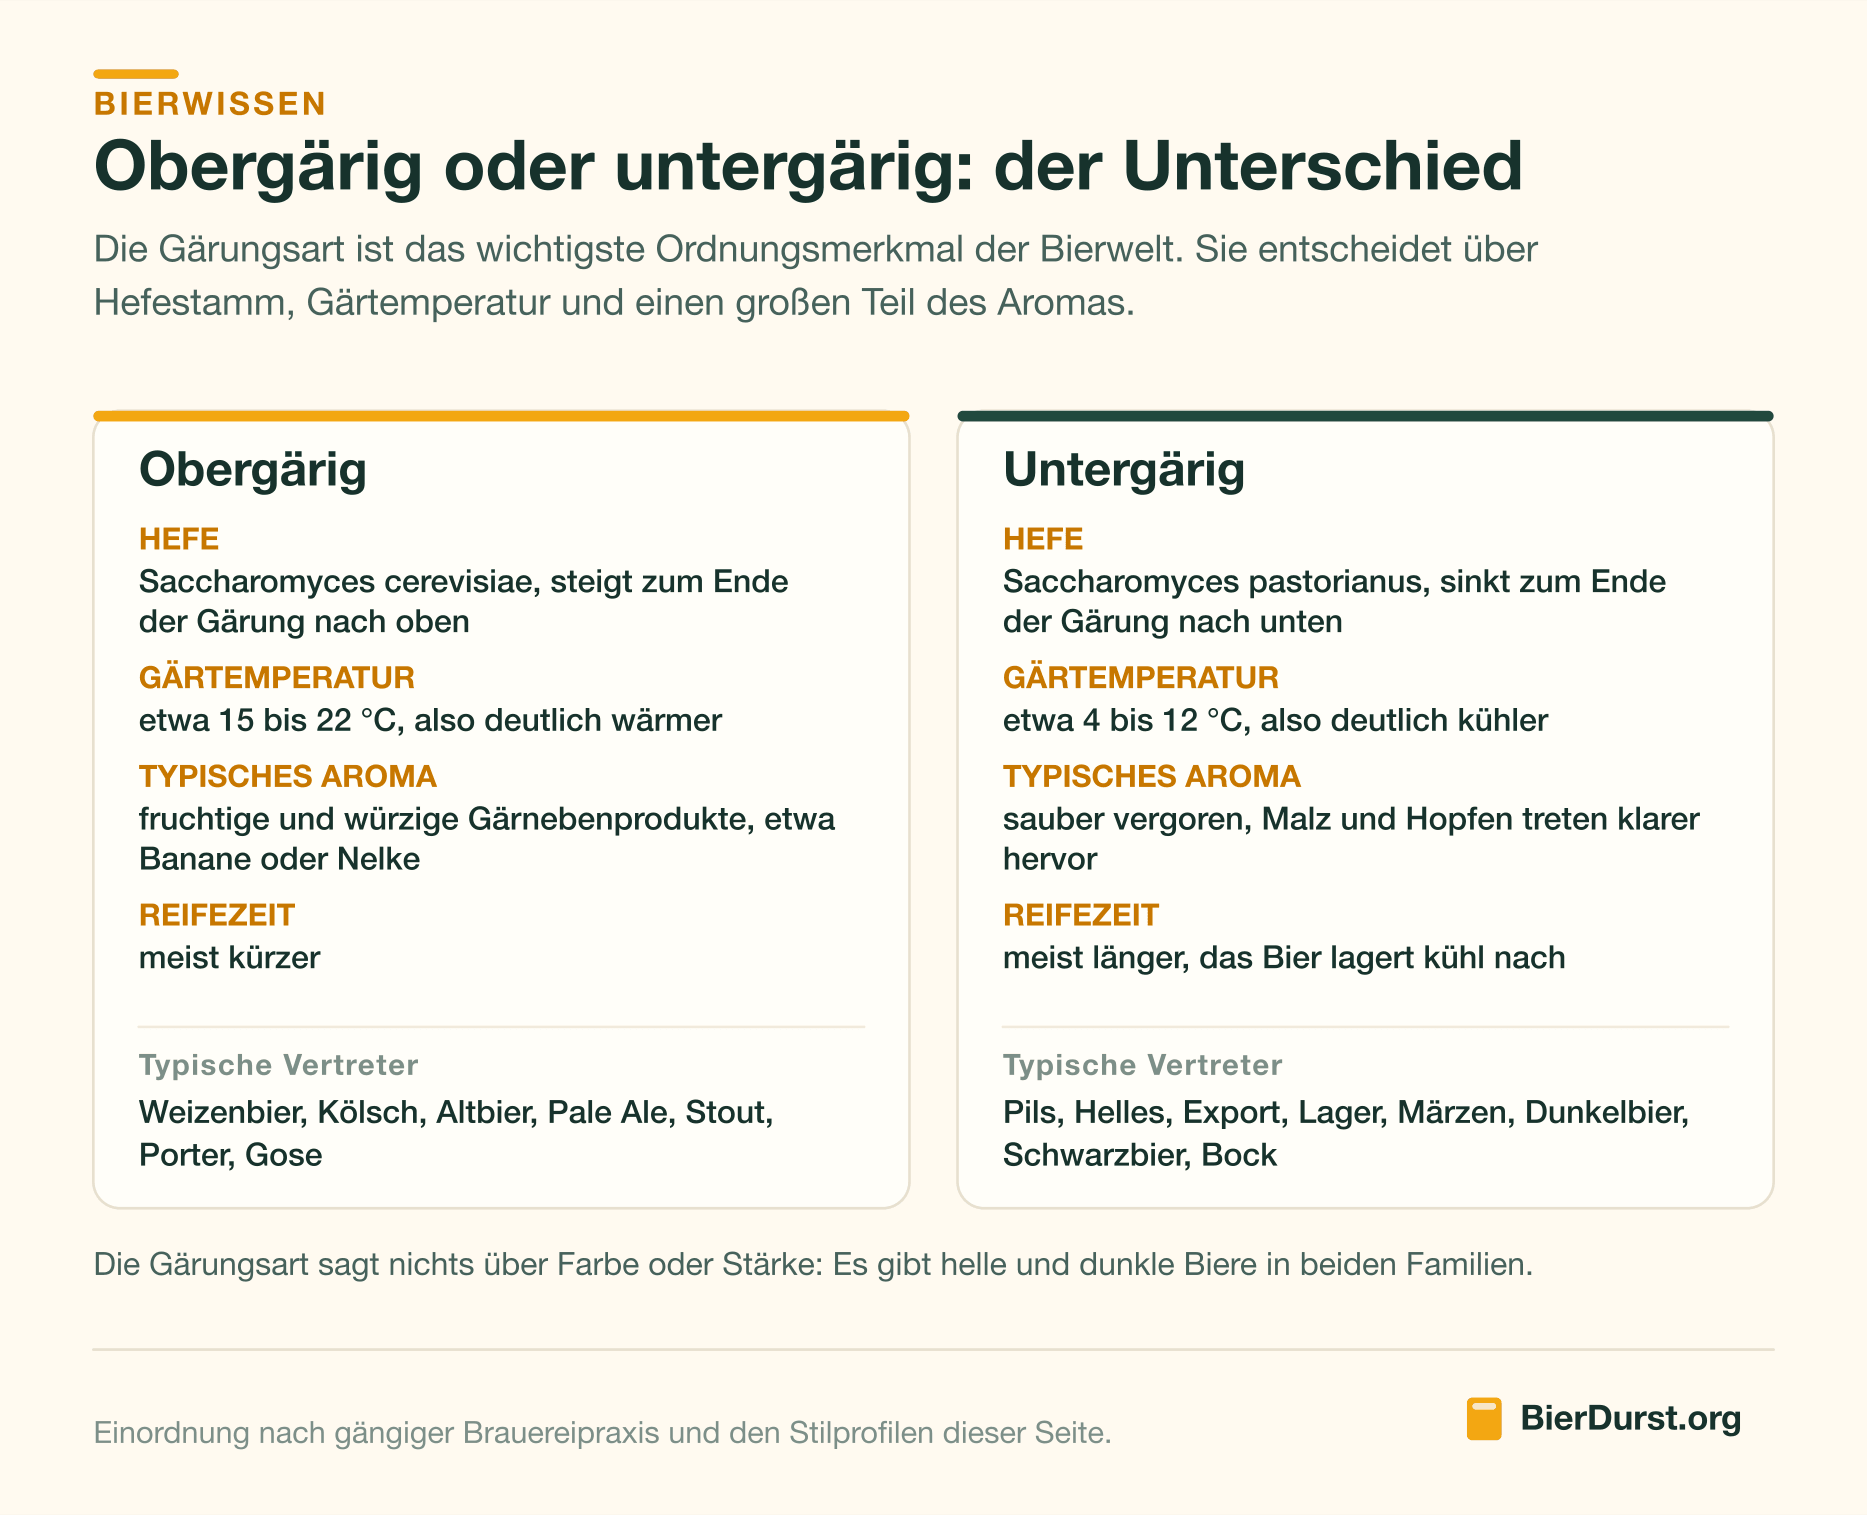 BIERWISSEN
Obergärig oder untergärig: der Unterschied
Die Gärungsart ist das wichtigste Ordnungsmerkmal der Bierwelt. Sie entscheidet über
Hefestamm, Gärtemperatur und einen großen Teil des Aromas.
Obergärig
HEFE
Saccharomyces cerevisiae, steigt zum Ende
der Gärung nach oben
GÄRTEMPERATUR
etwa 15 bis 22 °C, also deutlich wärmer
TYPISCHES AROMA
fruchtige und würzige Gärnebenprodukte, etwa
Banane oder Nelke
REIFEZEIT
meist kürzer
Typische Vertreter
Weizenbier, Kölsch, Altbier, Pale Ale, Stout,
Porter, Gose
Untergärig
HEFE
Saccharomyces pastorianus, sinkt zum Ende
der Gärung nach unten
GÄRTEMPERATUR
etwa 4 bis 12 °C, also deutlich kühler
TYPISCHES AROMA
sauber vergoren, Malz und Hopfen treten klarer
hervor
REIFEZEIT
meist länger, das Bier lagert kühl nach
Typische Vertreter
Pils, Helles, Export, Lager, Märzen, Dunkelbier,
Schwarzbier, Bock
Die Gärungsart sagt nichts über Farbe oder Stärke: Es gibt helle und dunkle Biere in beiden Familien.
Einordnung nach gängiger Brauereipraxis und den Stilprofilen dieser Seite.
BierDurst.org